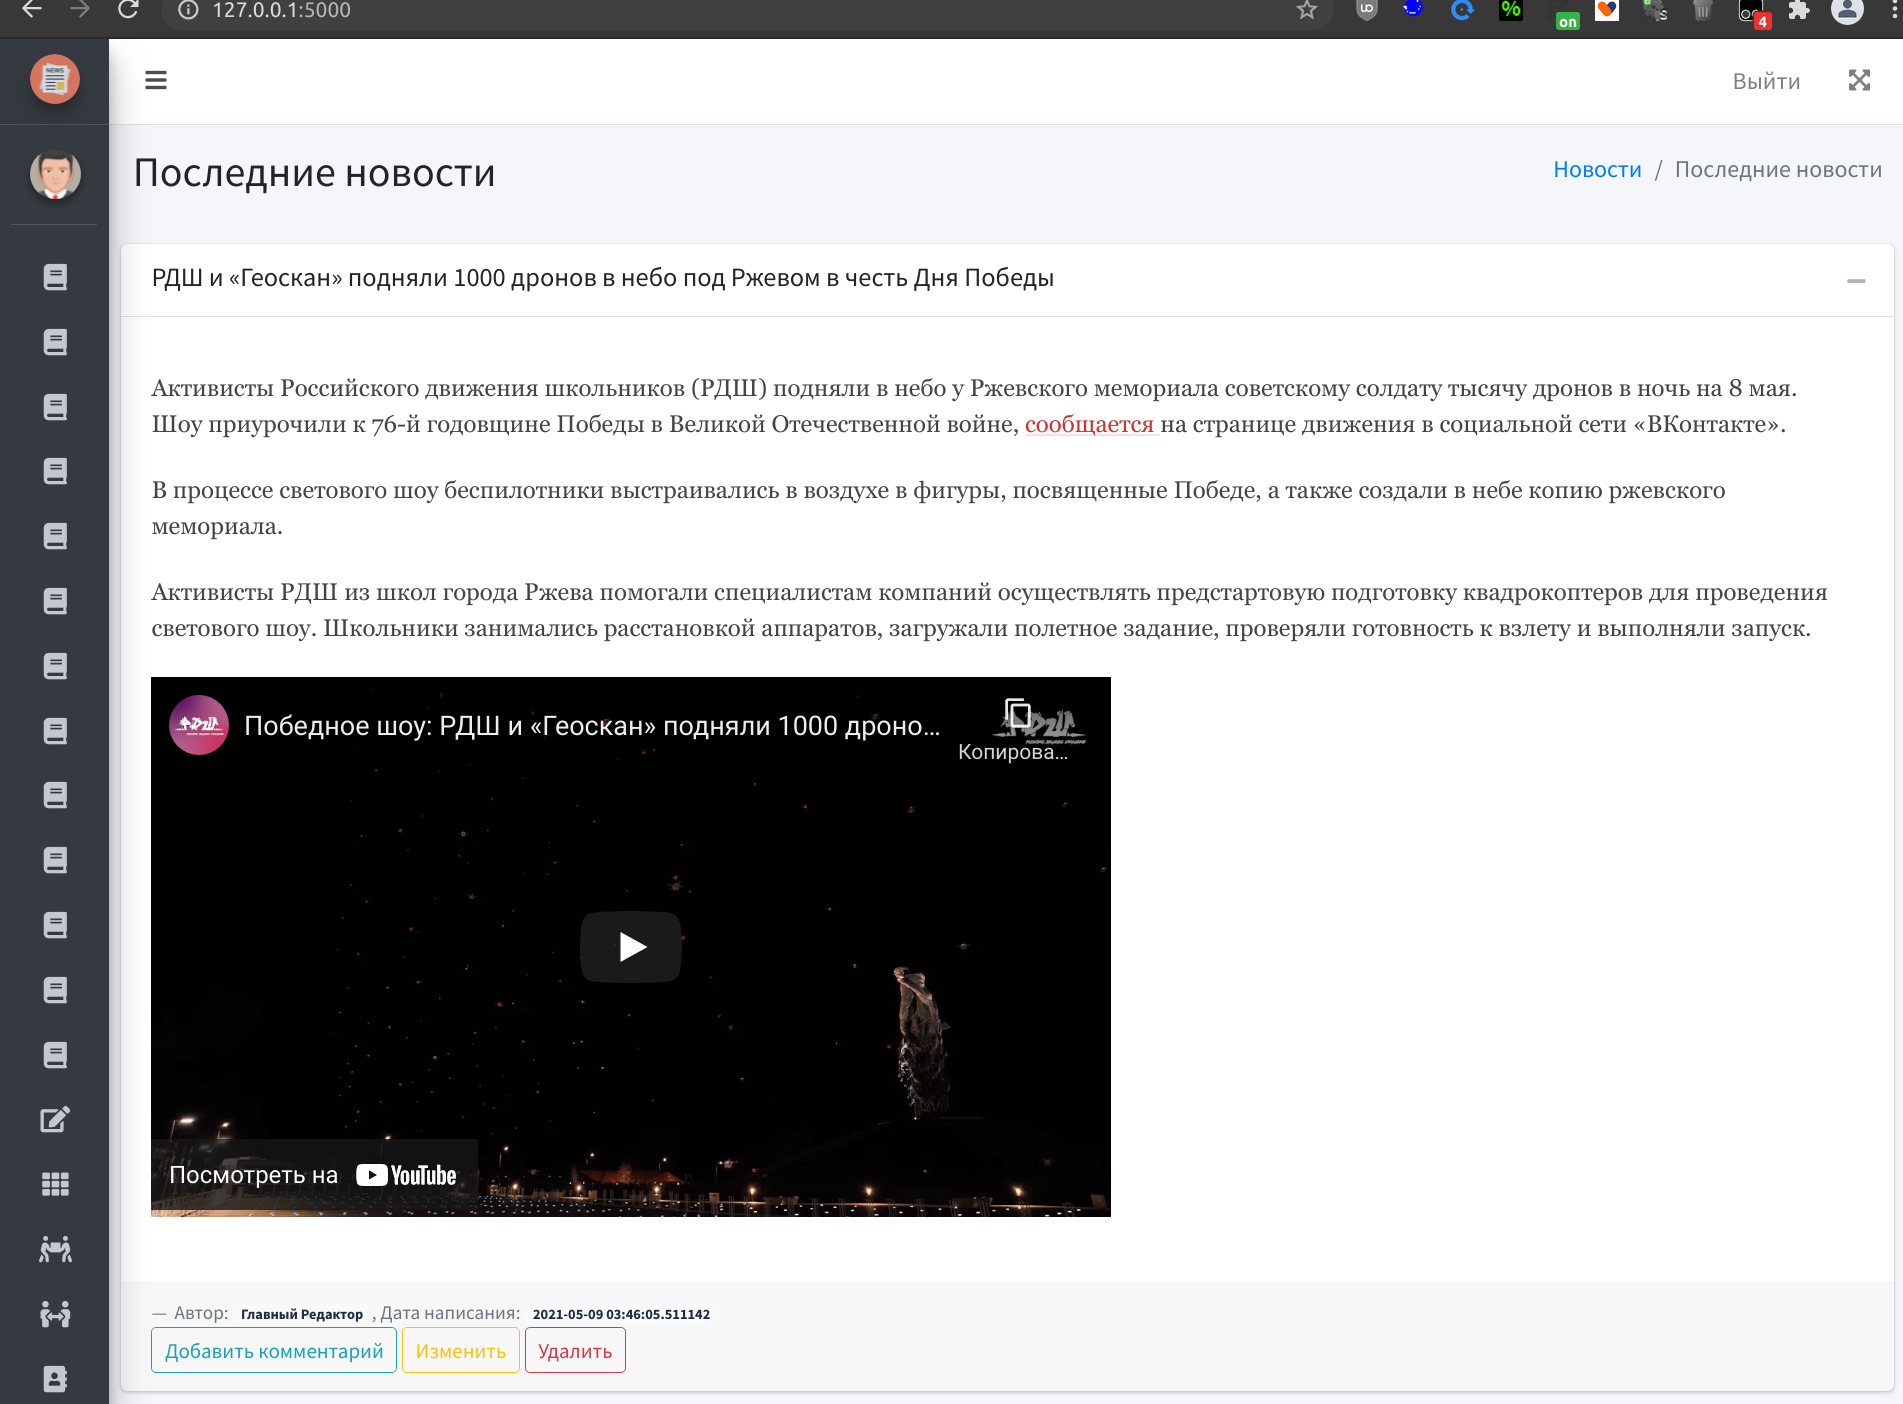 127.0.0.1:5000
on
4
Выйти
Последние новости
Новости / Последние новости
РДШ и «Геоскан» подняли 1000 дронов в небо под Ржевом в честь Дня Победы
Активисты Российского движения школьников (РДШ) подняли в небо у Ржевского мемориала советскому солдату тысячу дронов в ночь на 8 мая.
Шоу приурочили к 76-й годовщине Победы в Великой Отечественной войне, сообщается на странице движения в социальной сети «ВКонтакте».
В процессе светового шоу беспилотники выстраивались в воздухе в фигуры, посвященные Победе, а также создали в небе копию ржевского
мемориала.
Активисты РДШ из школ города Ржева помогали специалистам компаний осуществлять предстартовую подготовку квадрокоптеров для проведения
светового шоу. Школьники занимались расстановкой аппаратов, загружали полетное задание, проверяли готовность к взлету и выполняли запуск.
Победное шоу: РДШ и «Геоскан» подняли 1000 дроно...
РДШ
Копирова...
Посмотреть на YouTube
— Автор: Главный Редактор , Дата написания: 2021-05-09 03:46:05.511142
Добавить комментарий Изменить Удалить